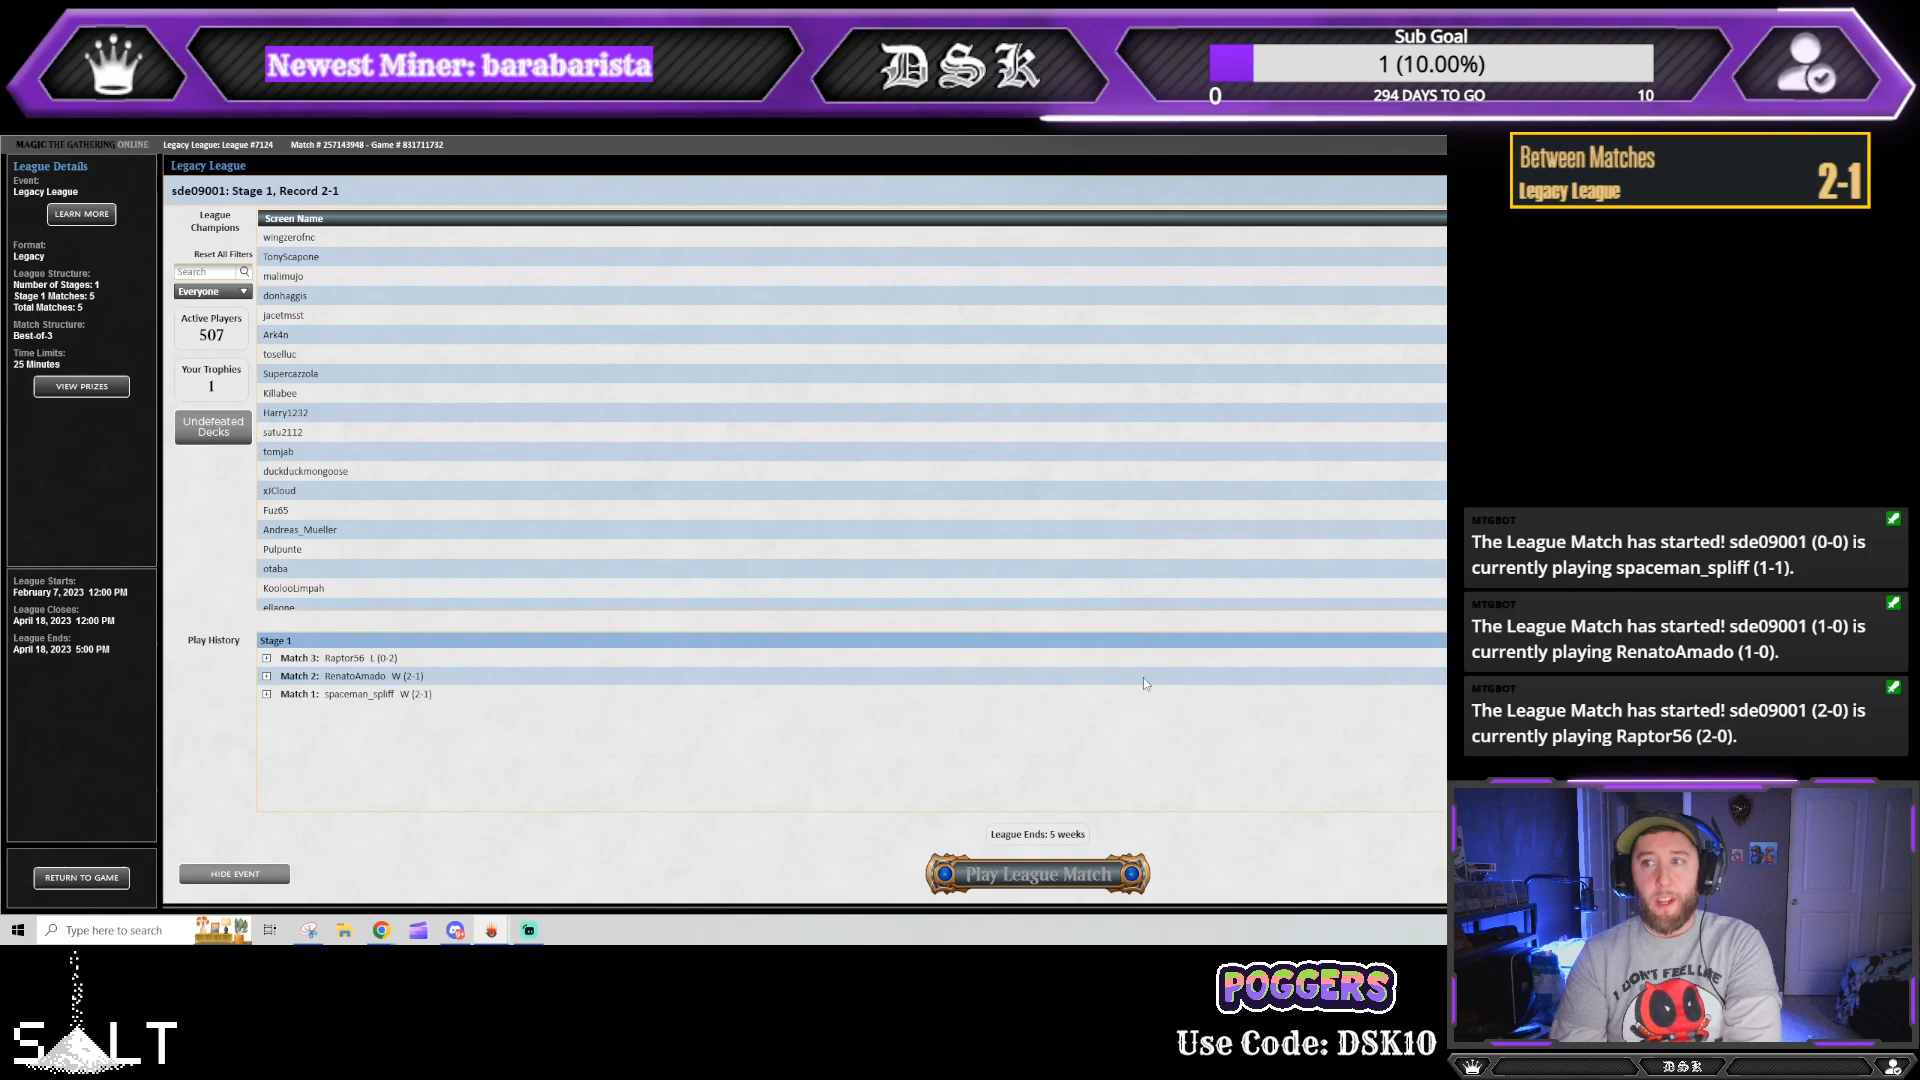 Newest Miner: barabarista
DSK
Sub Goal
1 (10.00%)
0
294 DAYS TO GO
10
MAGIC THE GATHERING ONLINE
Legacy League: League #7124
Match # 257143948 - Game # 831711732
League Details
Event:
Legacy League
LEARN MORE
Format:
Legacy
League Structure:
Number of Stages: 1
Stage 1 Matches: 5
Total Matches: 5
Match Structure:
Best-of-3
Time Limits:
25 Minutes
VIEW PRIZES
League Starts:
February 7, 2023 12:00 PM
League Closes:
April 18, 2023 12:00 PM
League Ends:
April 18, 2023 5:00 PM
RETURN TO GAME
Legacy League
sde09001: Stage 1, Record 2-1
League
Champions
Reset All Filters
Search
Everyone
Active Players
507
Your Trophies
1
Undefeated
Decks
Screen Name
wingzerofnc
TonyScapone
malimujo
donhaggis
jacetmsst
Ark4n
toselluc
Supercazzola
Killabee
Harry1232
satu2112
tomjab
duckduckmongoose
xJCloud
Fuz65
Andreas_Mueller
Pulpunte
otaba
KoolooLimpah
ellaone
Play History
Stage 1
Match 3: Raptor56 L (0-2)
Match 2: RenatoAmado W (2-1)
Match 1: spaceman_spliff W (2-1)
League Ends: 5 weeks
Play League Match
HIDE EVENT
Type here to search
Between Matches
Legacy League
2-1
MTGBOT
The League Match has started! sde09001 (0-0) is
currently playing spaceman_spliff (1-1).
MTGBOT
The League Match has started! sde09001 (1-0) is
currently playing RenatoAmado (1-0).
MTGBOT
The League Match has started! sde09001 (2-0) is
currently playing Raptor56 (2-0).
I DON'T FEEL LIKE
SALT
POGGERS
Use Code: DSK10
DSK